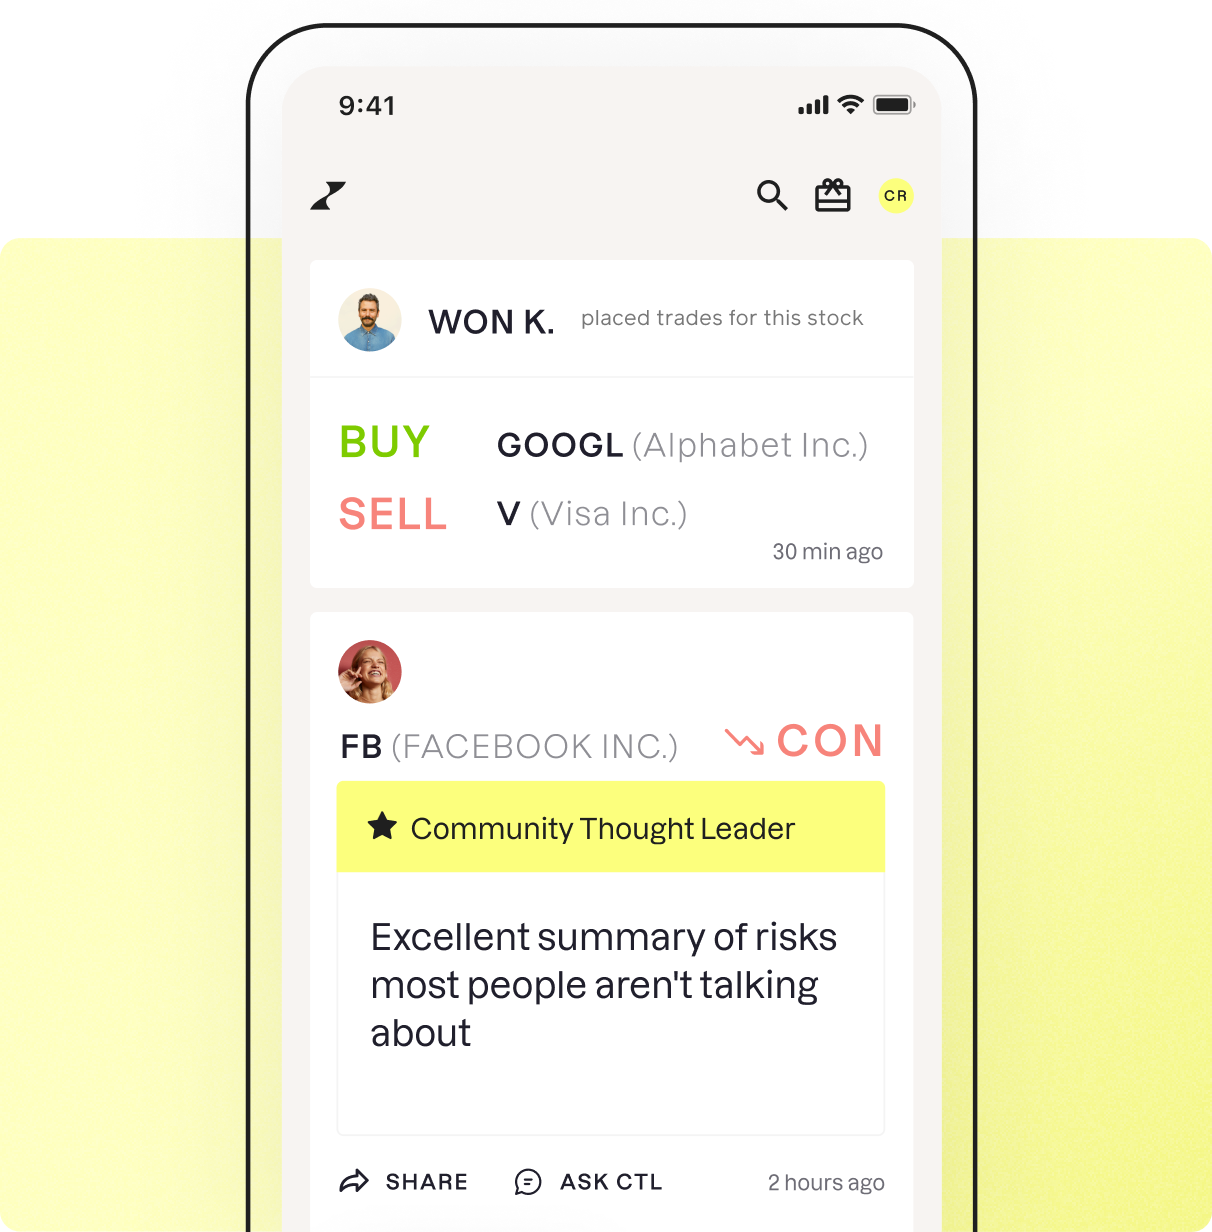 9:41
CR
WON K. placed trades for this stock
BUY GOOGL (Alphabet Inc.)
SELL V (Visa Inc.)
30 min ago
FB (FACEBOOK INC.) CON
Community Thought Leader
Excellent summary of risks
most people aren't talking
about
SHARE ASK CTL 2 hours ago